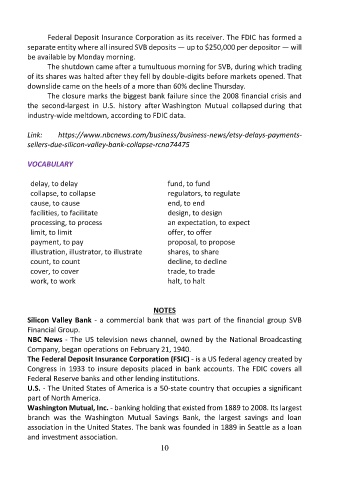 Federal Deposit Insurance Corporation as its receiver. The FDIC has formed a
separate entity where all insured SVB deposits — up to $250,000 per depositor — will
be available by Monday morning.
The shutdown came after a tumultuous morning for SVB, during which trading
of its shares was halted after they fell by double-digits before markets opened. That
downslide came on the heels of a more than 60% decline Thursday.
The closure marks the biggest bank failure since the 2008 financial crisis and
the second-largest in U.S. history after Washington Mutual collapsed during that
industry-wide meltdown, according to FDIC data.
Link: https://www.nbcnews.com/business/business-news/etsy-delays-payments-
sellers-due-silicon-valley-bank-collapse-rcna74475
VOCABULARY
delay, to delay
collapse, to collapse
cause, to cause
facilities, to facilitate
processing, to process
limit, to limit
payment, to pay
illustration, illustrator, to illustrate
count, to count
cover, to cover
work, to work
fund, to fund
regulators, to regulate
end, to end
design, to design
an expectation, to expect
offer, to offer
proposal, to propose
shares, to share
decline, to decline
trade, to trade
halt, to halt
NOTES
Silicon Valley Bank - a commercial bank that was part of the financial group SVB
Financial Group.
NBC News - The US television news channel, owned by the National Broadcasting
Company, began operations on February 21, 1940.
The Federal Deposit Insurance Corporation (FSIC) - is a US federal agency created by
Congress in 1933 to insure deposits placed in bank accounts. The FDIC covers all
Federal Reserve banks and other lending institutions.
U.S. - The United States of America is a 50-state country that occupies a significant
part of North America.
Washington Mutual, Inc. - banking holding that existed from 1889 to 2008. Its largest
branch was the Washington Mutual Savings Bank, the largest savings and loan
association in the United States. The bank was founded in 1889 in Seattle as a loan
and investment association.
10